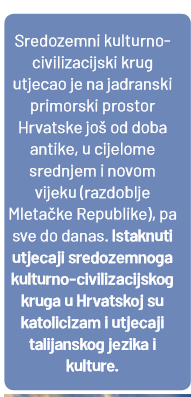 Sredozemni kulturno-
civilizacijski krug
utjecao je na jadranski
primorski prostor
Hrvatske još od doba
antike, u cijelome
srednjem i novom
vijeku (razdoblje
Mletačke Republike), pa
sve do danas. Istaknuti
utjecaji sredozemnoga
kulturno-civilizacijskog
kruga u Hrvatskoj su
katolicizam i utjecaji
talijanskog jezika i
kulture.